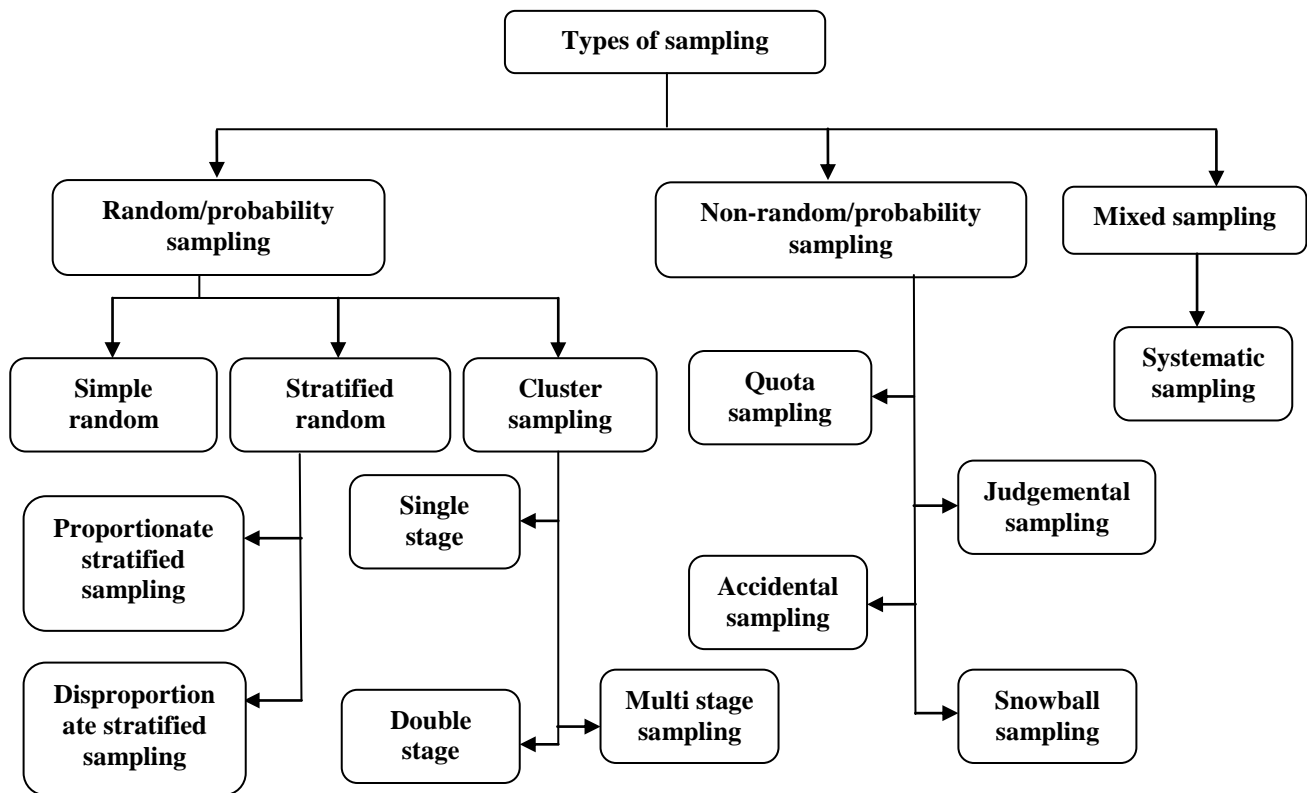 Types of sampling
Random/probability
sampling
Non-random/probability
sampling
Mixed sampling
Simple
random
Stratified
random
Cluster
sampling
Quota
sampling
Systematic
sampling
Proportionate
stratified
sampling
Single
stage
Judgemental
sampling
Accidental
sampling
Disproportion
ate stratified
sampling
Double
stage
Multi stage
sampling
Snowball
sampling